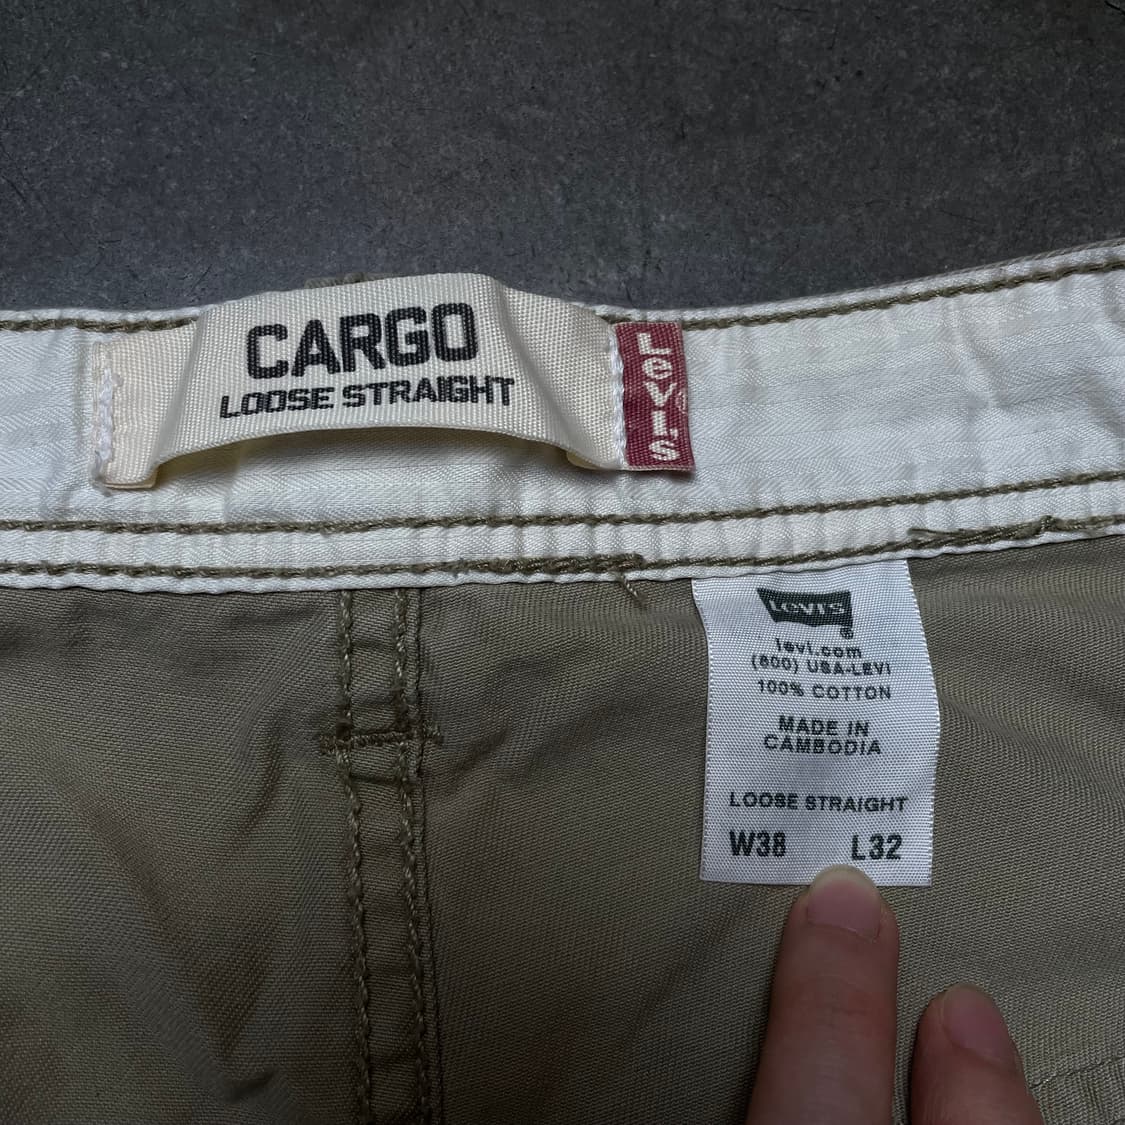 CARGO
LOOSE STRAIGHT
Levi's
Levi's
levi.com
(800) USA-LEVI
100% COTTON
MADE IN
CAMBODIA
LOOSE STRAIGHT
W38 L32